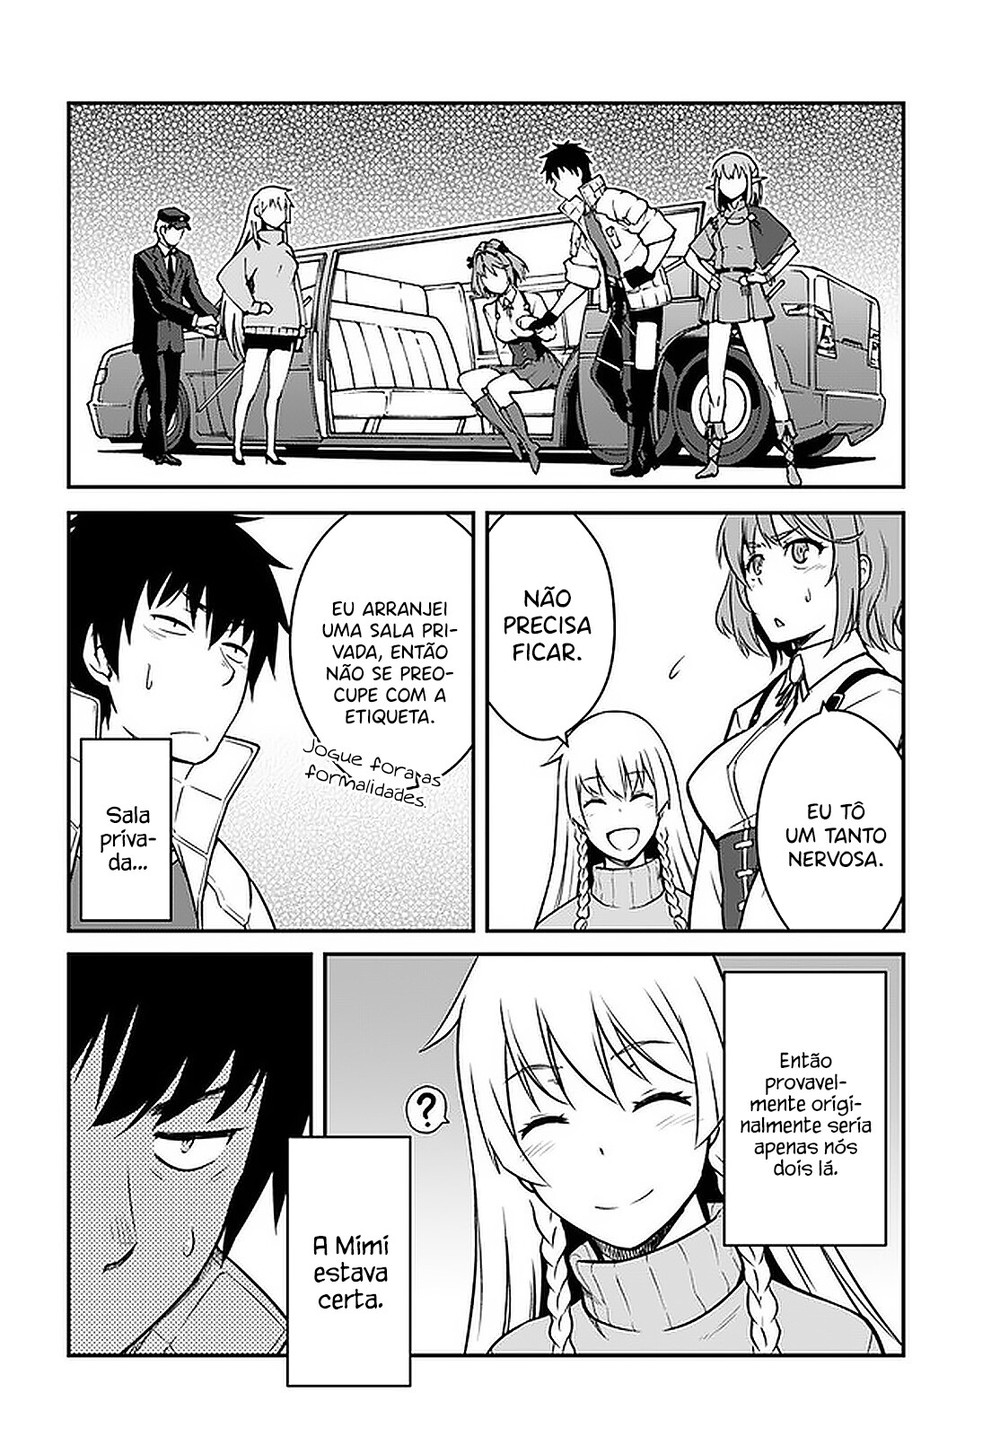 EU TÔ
UM TANTO
NERVOSA.
NÃO
PRECISA
FICAR.
EU ARRANJEI
UMA SALA PRI-
VADA, ENTÃO
NÃO SE PREO-
CUPE COM A
ETIQUETA.
Jogue fora as
formalidades.
Sala
priva-
da...
Então
provavel-
mente origi-
nalmente seria
apenas nós
dois lá.
?
A Mimi
estava
certa.